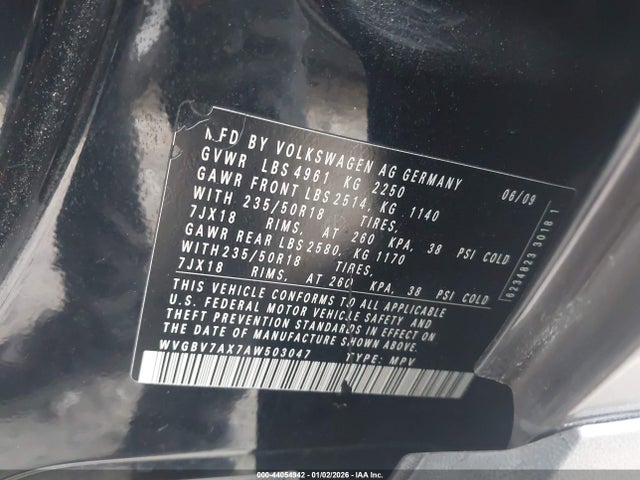 MFD BY VOLKSWAGEN AG GERMANY
GVWR LBS 4961 KG 2250 06/09
GAWR FRONT LBS 2514, KG 1140
WITH 235/50R18 TIRES,
7JX18 RIMS, AT 260 KPA, 38 PSI COLD
GAWR REAR LBS 2580, KG 1170
WITH 235/50R18 TIRES,
7JX18 RIMS, AT 260 KPA, 38 PSI COLD
THIS VEHICLE CONFORMS TO ALL APPLICABLE
U.S. FEDERAL MOTOR VEHICLE SAFETY AND
THEFT PREVENTION STANDARDS IN EFFECT ON
THE DATE OF MANUFACTURE SHOWN ABOVE.
WVGBV7AX7AW503047 TYPE: MPV
6234823 3018 1
000-44054942 - 01/02/2026 - IAA Inc.